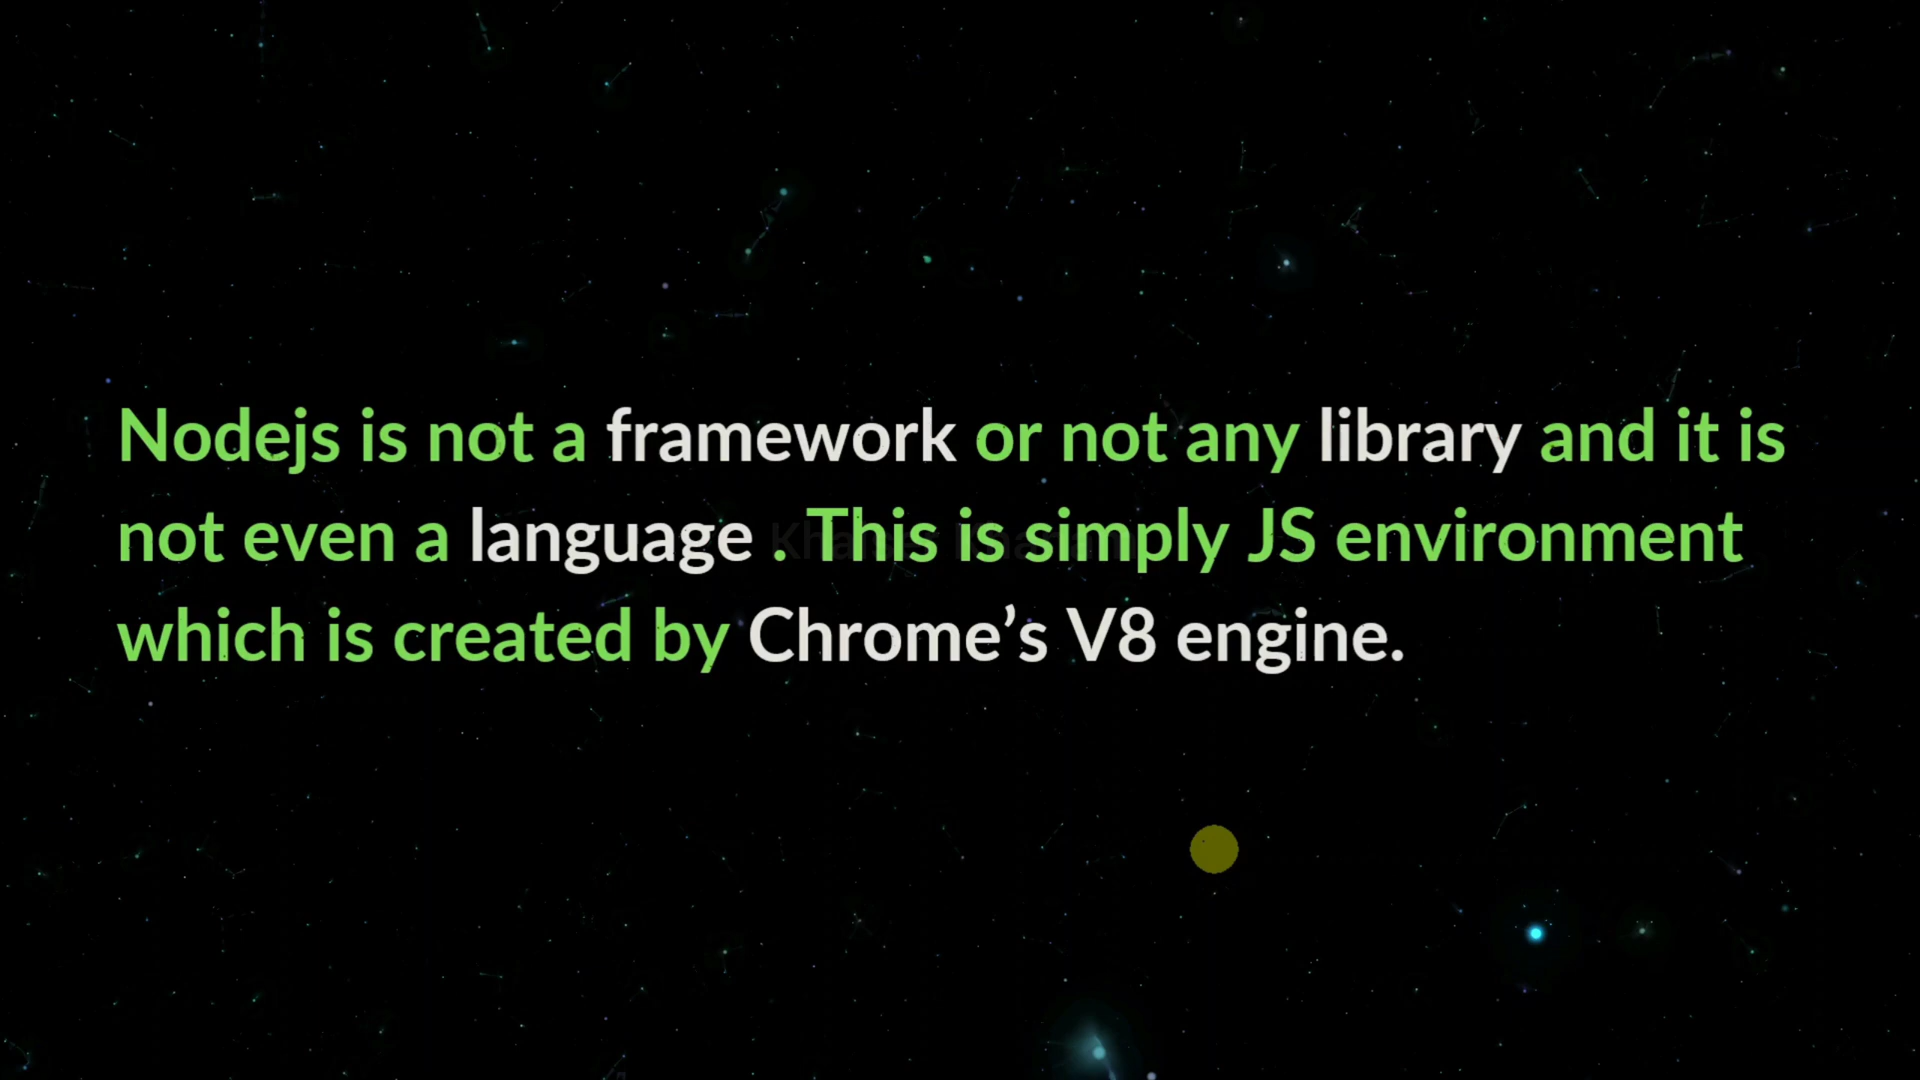 Nodejs is not a framework or not any library and it is
not even a language . This is simply JS environment
which is created by Chrome’s V8 engine.